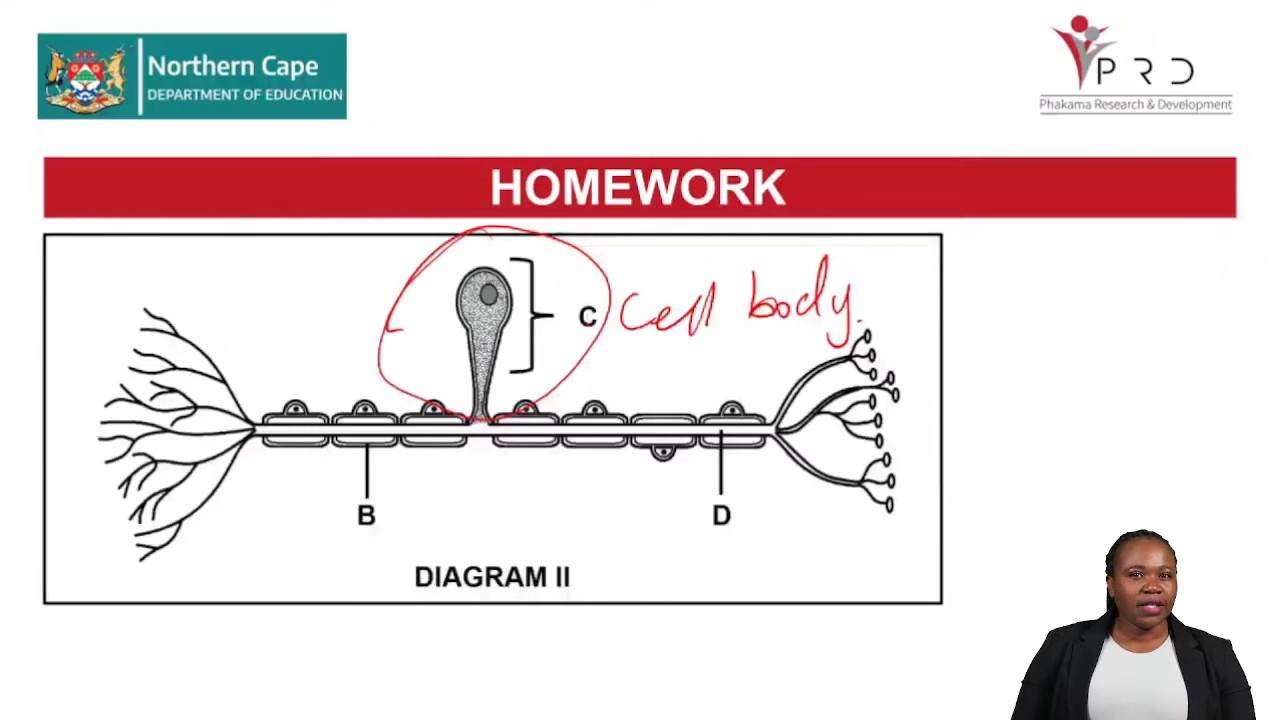 Northern Cape
DEPARTMENT OF EDUCATION
PRD
Phakama Research & Development
HOMEWORK
C cell body.
B
D
DIAGRAM II